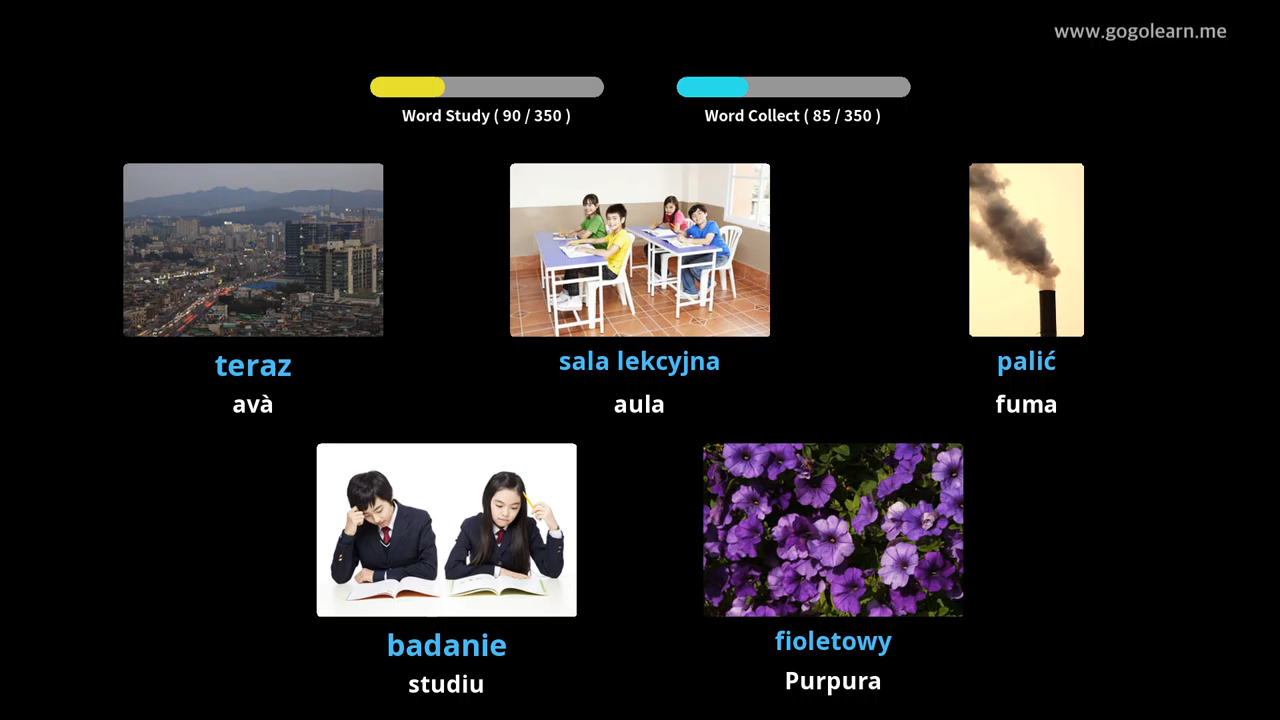 www.gogolearn.me
Word Study ( 90 / 350 )
Word Collect ( 85 / 350 )
teraz
avà
sala lekcyjna
aula
palić
fuma
badanie
studiu
fioletowy
Purpura